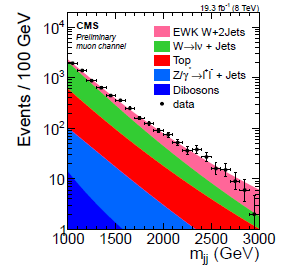 19.3 fb⁻¹ (8 TeV)
CMS
Preliminary
muon channel
EWK W+2Jets
W→lν + Jets
Top
Z/γ*→l⁺l⁻ + Jets
Dibosons
data
Events / 100 GeV
10⁴
10³
10²
10
1
1000 1500 2000 2500 3000
mjj (GeV)